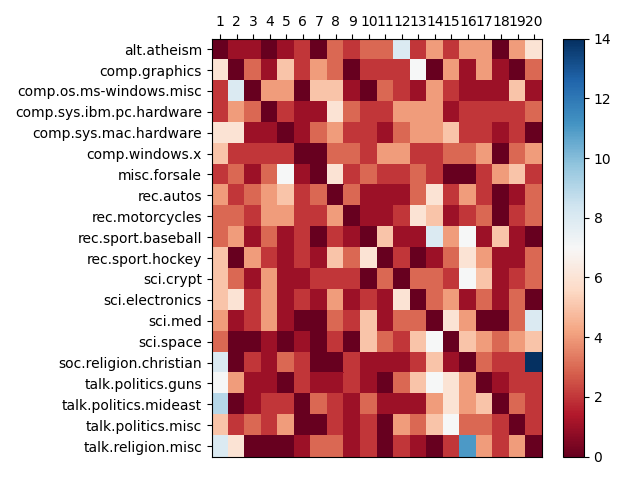 1 2 3 4 5 6 7 8 9 10 11 12 13 14 15 16 17 18 19 20
alt.atheism
comp.graphics
comp.os.ms-windows.misc
comp.sys.ibm.pc.hardware
comp.sys.mac.hardware
comp.windows.x
misc.forsale
rec.autos
rec.motorcycles
rec.sport.baseball
rec.sport.hockey
sci.crypt
sci.electronics
sci.med
sci.space
soc.religion.christian
talk.politics.guns
talk.politics.mideast
talk.politics.misc
talk.religion.misc
14
12
10
8
6
4
2
0